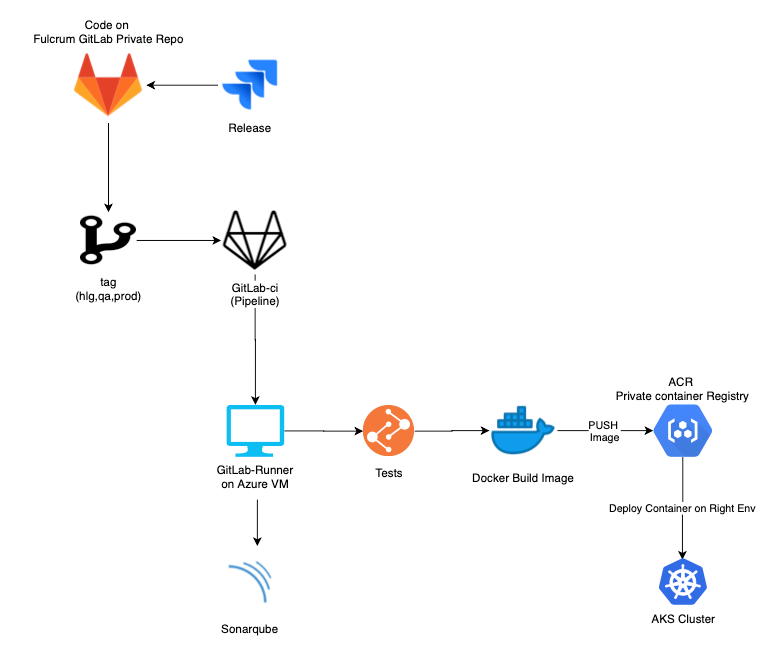 Code on
Fulcrum GitLab Private Repo
Release
tag
(hlg,qa,prod)
GitLab-ci
(Pipeline)
ACR
Private container Registry
PUSH
Image
GitLab-Runner
on Azure VM
Tests
Docker Build Image
Deploy Container on Right Env
Sonarqube
AKS Cluster